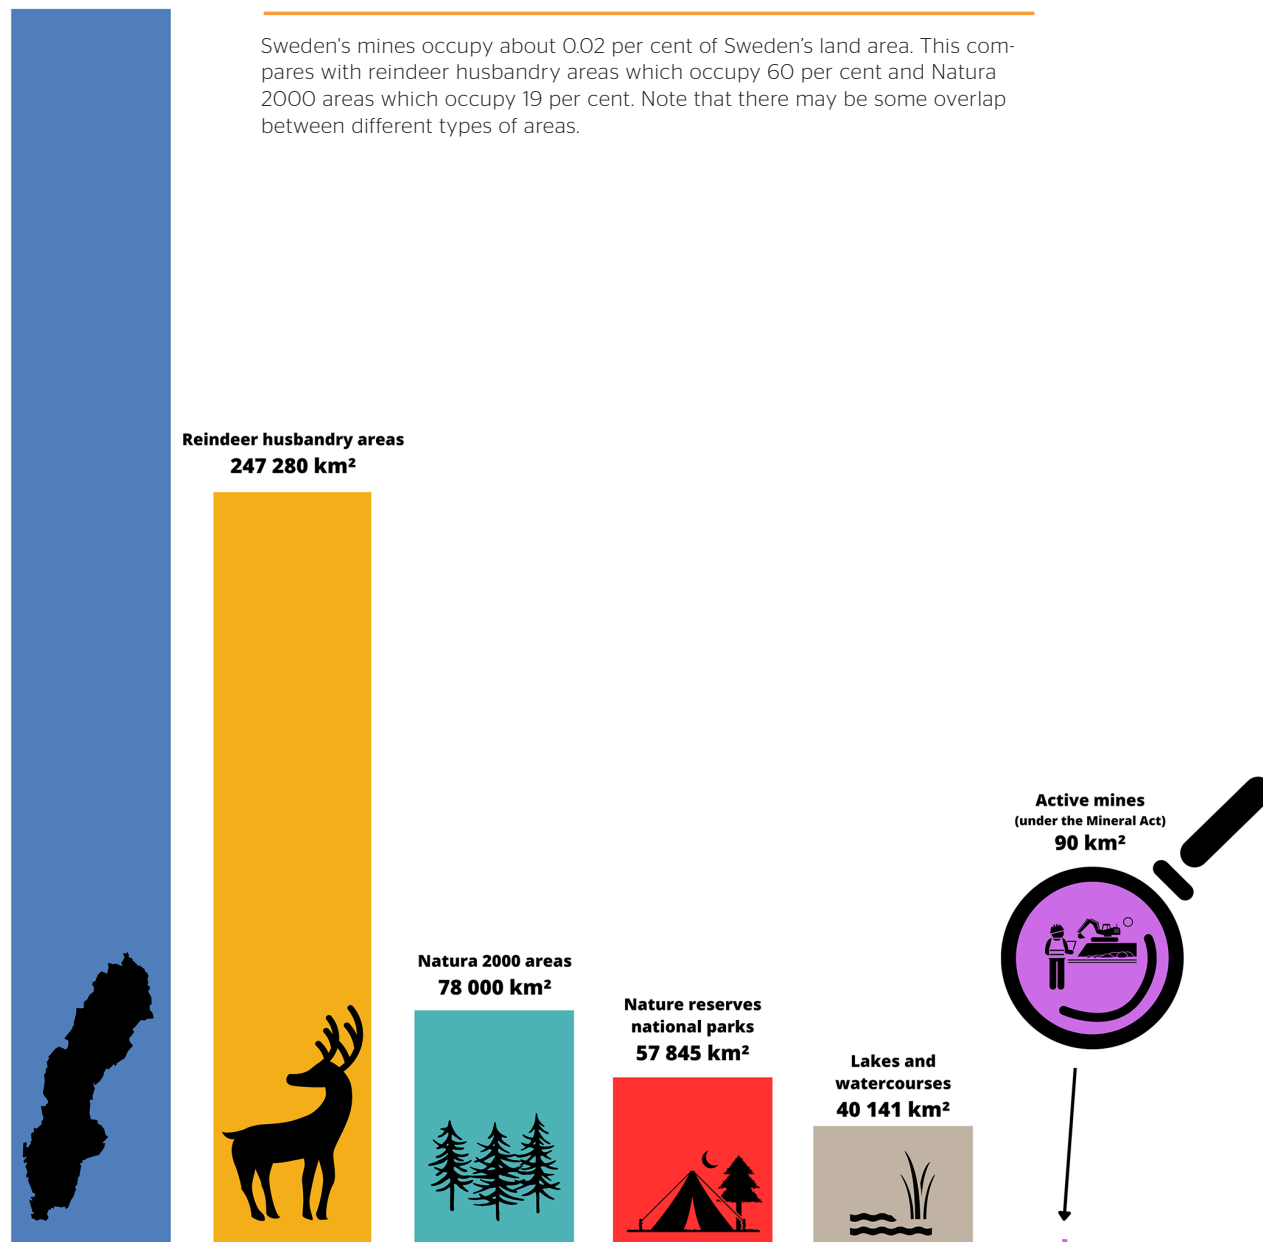 Sweden's mines occupy about 0.02 per cent of Sweden’s land area. This com-
pares with reindeer husbandry areas which occupy 60 per cent and Natura
2000 areas which occupy 19 per cent. Note that there may be some overlap
between different types of areas.
Reindeer husbandry areas
247 280 km²
Active mines
(under the Mineral Act)
90 km²
Natura 2000 areas
78 000 km²
Nature reserves
national parks
57 845 km²
Lakes and
watercourses
40 141 km²